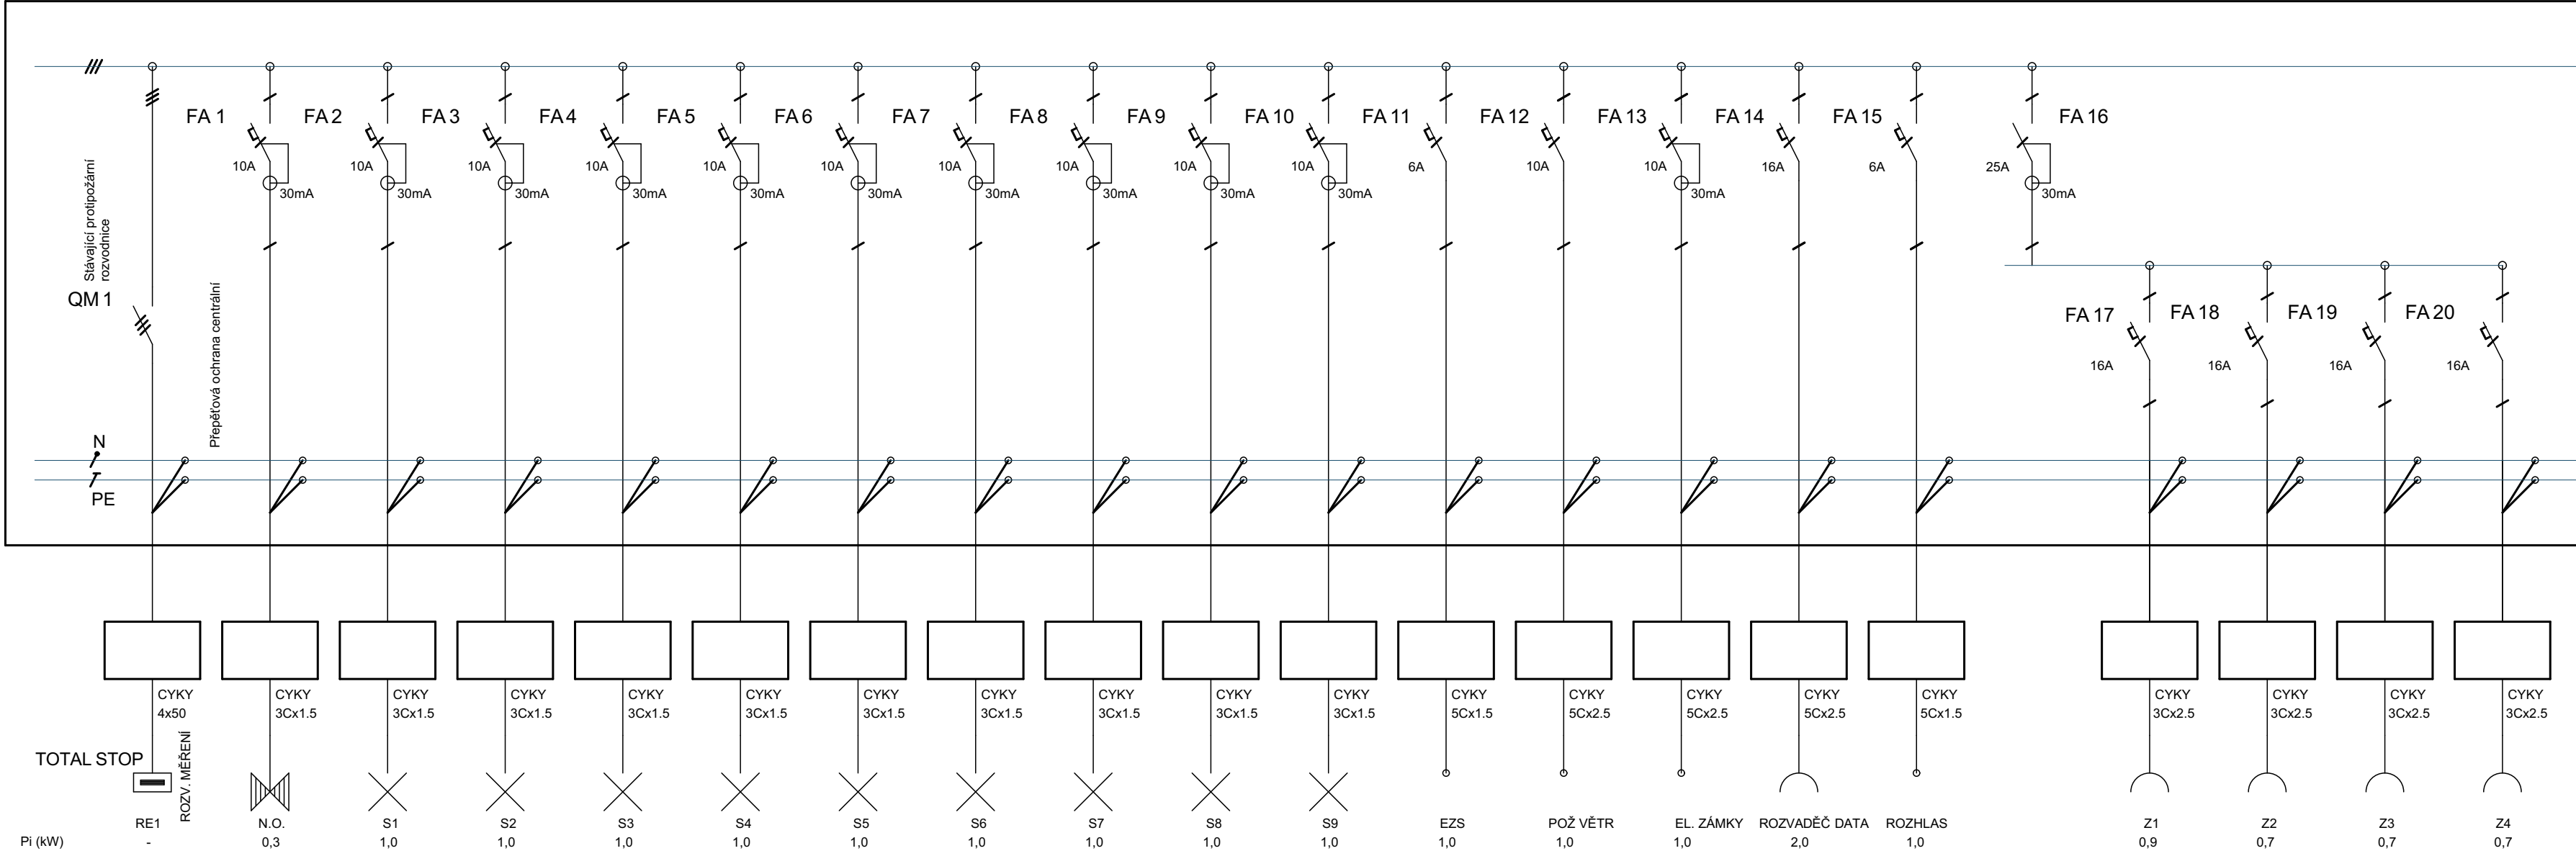 FA 1 FA 2 FA 3 FA 4 FA 5 FA 6 FA 7 FA 8 FA 9 FA 10 FA 11 FA 12 FA 13 FA 14 FA 15 FA 16
10A 10A 10A 10A 10A 10A 10A 10A 10A 10A 6A 10A 10A 16A 6A 25A
30mA 30mA 30mA 30mA 30mA 30mA 30mA 30mA 30mA 30mA 30mA 30mA
Stávající protipožární
rozvodnice
QM 1
Přepěťová ochrana centrální
FA 17 FA 18 FA 19 FA 20
16A 16A 16A 16A
N
PE
CYKY CYKY CYKY CYKY CYKY CYKY CYKY CYKY CYKY CYKY CYKY CYKY CYKY CYKY CYKY CYKY CYKY CYKY CYKY CYKY
4x50 3Cx1.5 3Cx1.5 3Cx1.5 3Cx1.5 3Cx1.5 3Cx1.5 3Cx1.5 3Cx1.5 3Cx1.5 3Cx1.5 5Cx1.5 5Cx2.5 5Cx2.5 5Cx2.5 5Cx1.5 3Cx2.5 3Cx2.5 3Cx2.5 3Cx2.5
TOTAL STOP
ROZV. MĚŘENÍ
RE1 N.O. S1 S2 S3 S4 S5 S6 S7 S8 S9 EZS POŽ VĚTR EL. ZÁMKY ROZVADĚČ DATA ROZHLAS Z1 Z2 Z3 Z4
Pi (kW) - 0,3 1,0 1,0 1,0 1,0 1,0 1,0 1,0 1,0 1,0 1,0 1,0 1,0 2,0 1,0 0,9 0,7 0,7 0,7